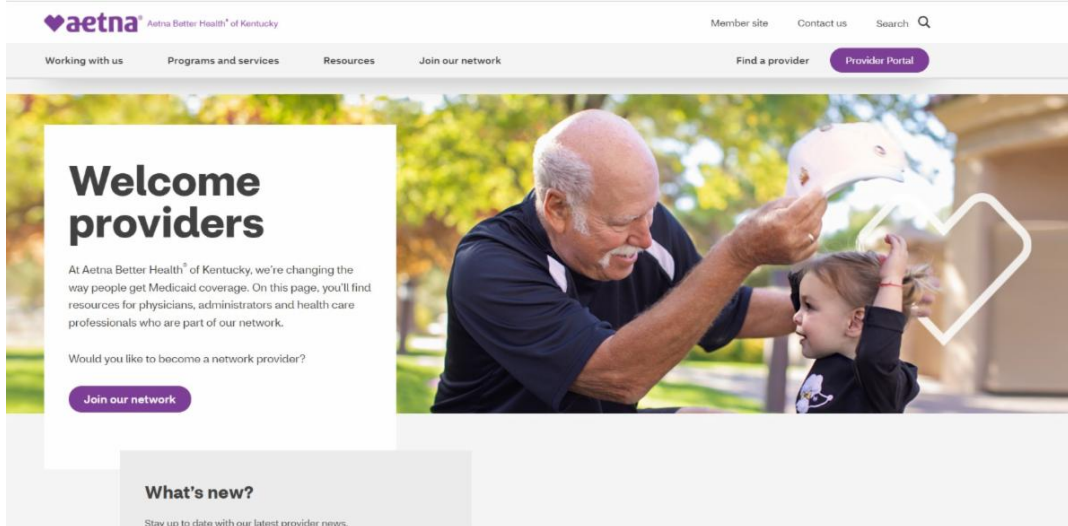 aetna® Aetna Better Health® of Kentucky
Member site Contact us Search
Working with us Programs and services Resources Join our network Find a provider Provider Portal
Welcome
providers
At Aetna Better Health® of Kentucky, we're changing the
way people get Medicaid coverage. On this page, you'll find
resources for physicians, administrators and health care
professionals who are part of our network.
Would you like to become a network provider?
Join our network
What's new?
Stay up to date with our latest provider news.